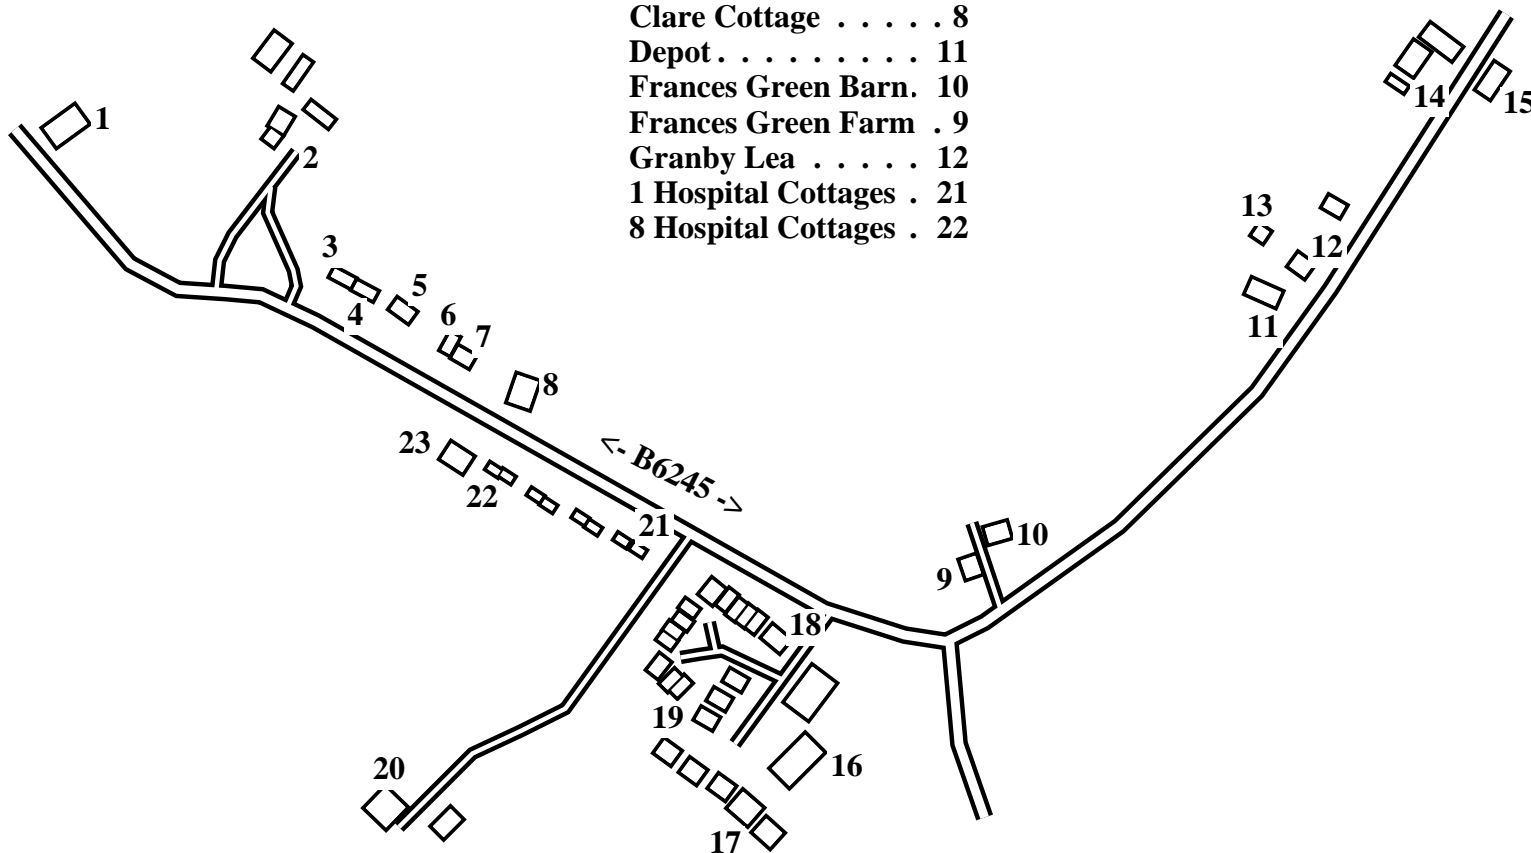 Clare Cottage . . . . . 8
Depot . . . . . . . . . 11
Frances Green Barn. 10
Frances Green Farm . 9
Granby Lea . . . . . 12
1 Hospital Cottages . 21
8 Hospital Cottages . 22
1
2
3
4
5
6
7
8
<- B6245 ->
23
22
21
18
19
20
16
17
9
10
11
12
13
14
15